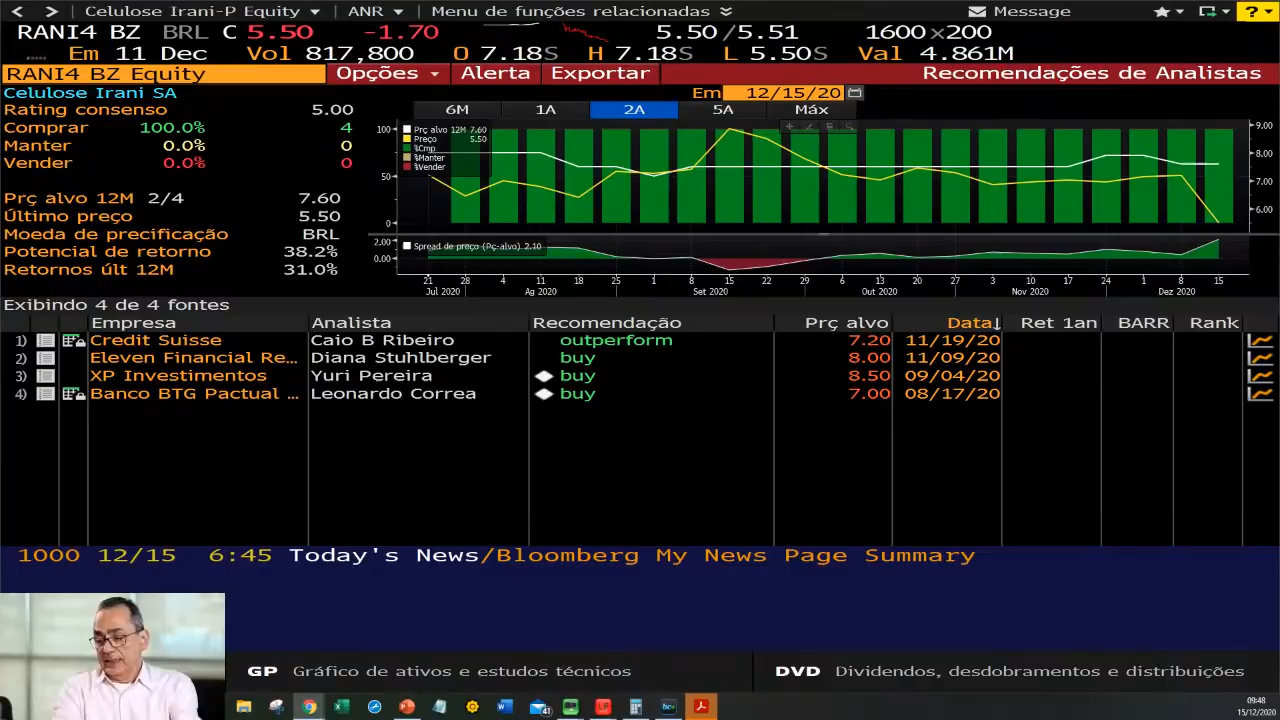 Celulose Irani-P Equity ANR Menu de funções relacionadas Message ?
RANI4 BZ BRL C 5.50 -1.70 5.50/5.51 1600×200
Em 11 Dec Vol 817,800 O 7.18S H 7.18S L 5.50S Val 4.861M
RANI4 BZ Equity Opções Alerta Exportar Recomendações de Analistas
Celulose Irani SA Em 12/15/20
Rating consenso 5.00
Comprar 100.0% 4
Manter 0.0% 0
Vender 0.0% 0
Prç alvo 12M 2/4 7.60
Último preço 5.50
Moeda de precificação BRL
Potencial de retorno 38.2%
Retornos últ 12M 31.0%
6M 1A 2A 5A Máx
Prç alvo 12M 7.60
Preço 5.50
%Cmp
%Manter
%Vender
100
50
0
9.00
8.00
7.00
6.00
Spread de preço (Pç-alvo) 2.10
2.00
0.00
21 28 4 11 18 25 1 8 15 22 29 6 13 20 27 3 10 17 24 1 8 15
Jul 2020 Ag 2020 Set 2020 Out 2020 Nov 2020 Dez 2020
Exibindo 4 de 4 fontes
Empresa Analista Recomendação Prç alvo Data↓ Ret 1an BARR Rank
1) Credit Suisse Caio B Ribeiro outperform 7.20 11/19/20
2) Eleven Financial Re... Diana Stuhlberger buy 8.00 11/09/20
3) XP Investimentos Yuri Pereira buy 8.50 09/04/20
4) Banco BTG Pactual ... Leonardo Correa buy 7.00 08/17/20
1000 12/15 6:45 Today's News/Bloomberg My News Page Summary
GP Gráfico de ativos e estudos técnicos DVD Dividendos, desdobramentos e distribuições
41
09:48
15/12/2020